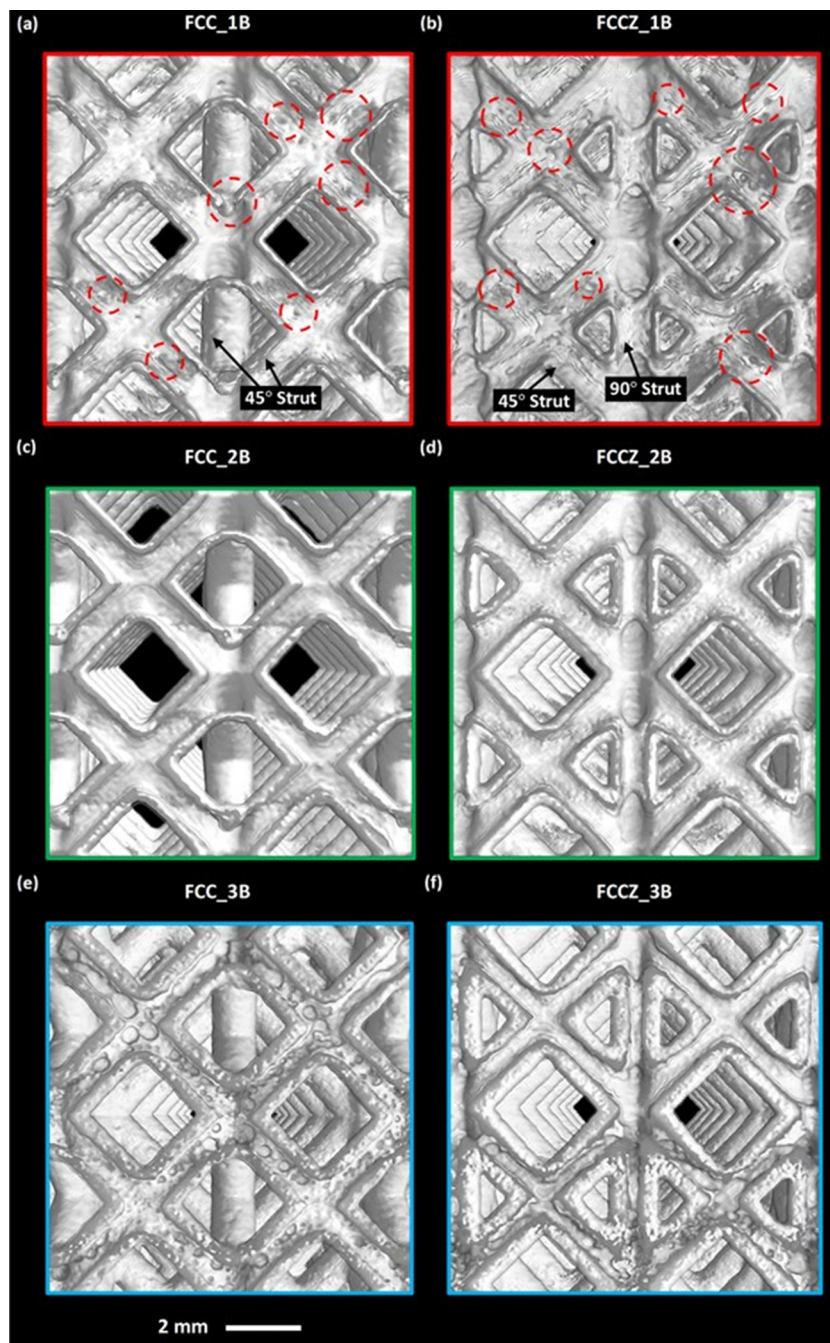 (a) FCC_1B
(b) FCCZ_1B
45° Strut
45° Strut
90° Strut
(c) FCC_2B
(d) FCCZ_2B
(e) FCC_3B
(f) FCCZ_3B
2 mm